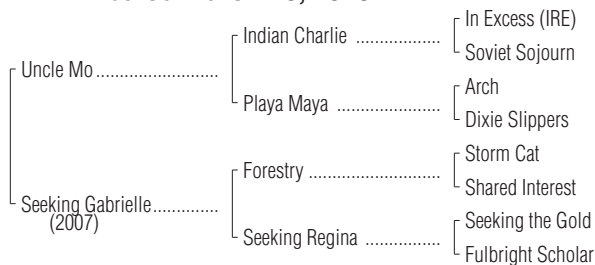 In Excess (IRE)
Indian Charlie ..................
Soviet Sojourn
Uncle Mo..........................
Arch
Playa Maya ......................
Dixie Slippers
Storm Cat
Forestry ............................
Shared Interest
Seeking Gabrielle..............
(2007)
Seeking the Gold
Seeking Regina ................
Fulbright Scholar